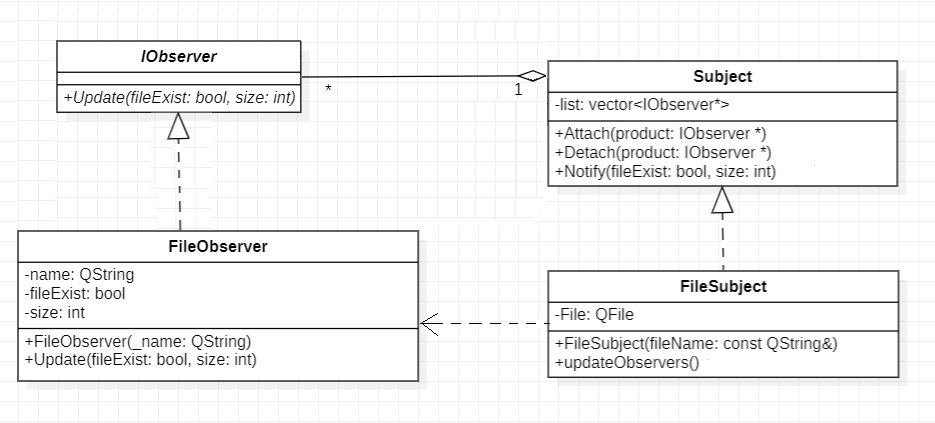 IObserver
+Update(fileExist: bool, size: int)
*
1
Subject
-list: vector<IObserver*>
+Attach(product: IObserver *)
+Detach(product: IObserver *)
+Notify(fileExist: bool, size: int)
FileObserver
-name: QString
-fileExist: bool
-size: int
+FileObserver(_name: QString)
+Update(fileExist: bool, size: int)
FileSubject
-File: QFile
+FileSubject(fileName: const QString&)
+updateObservers()